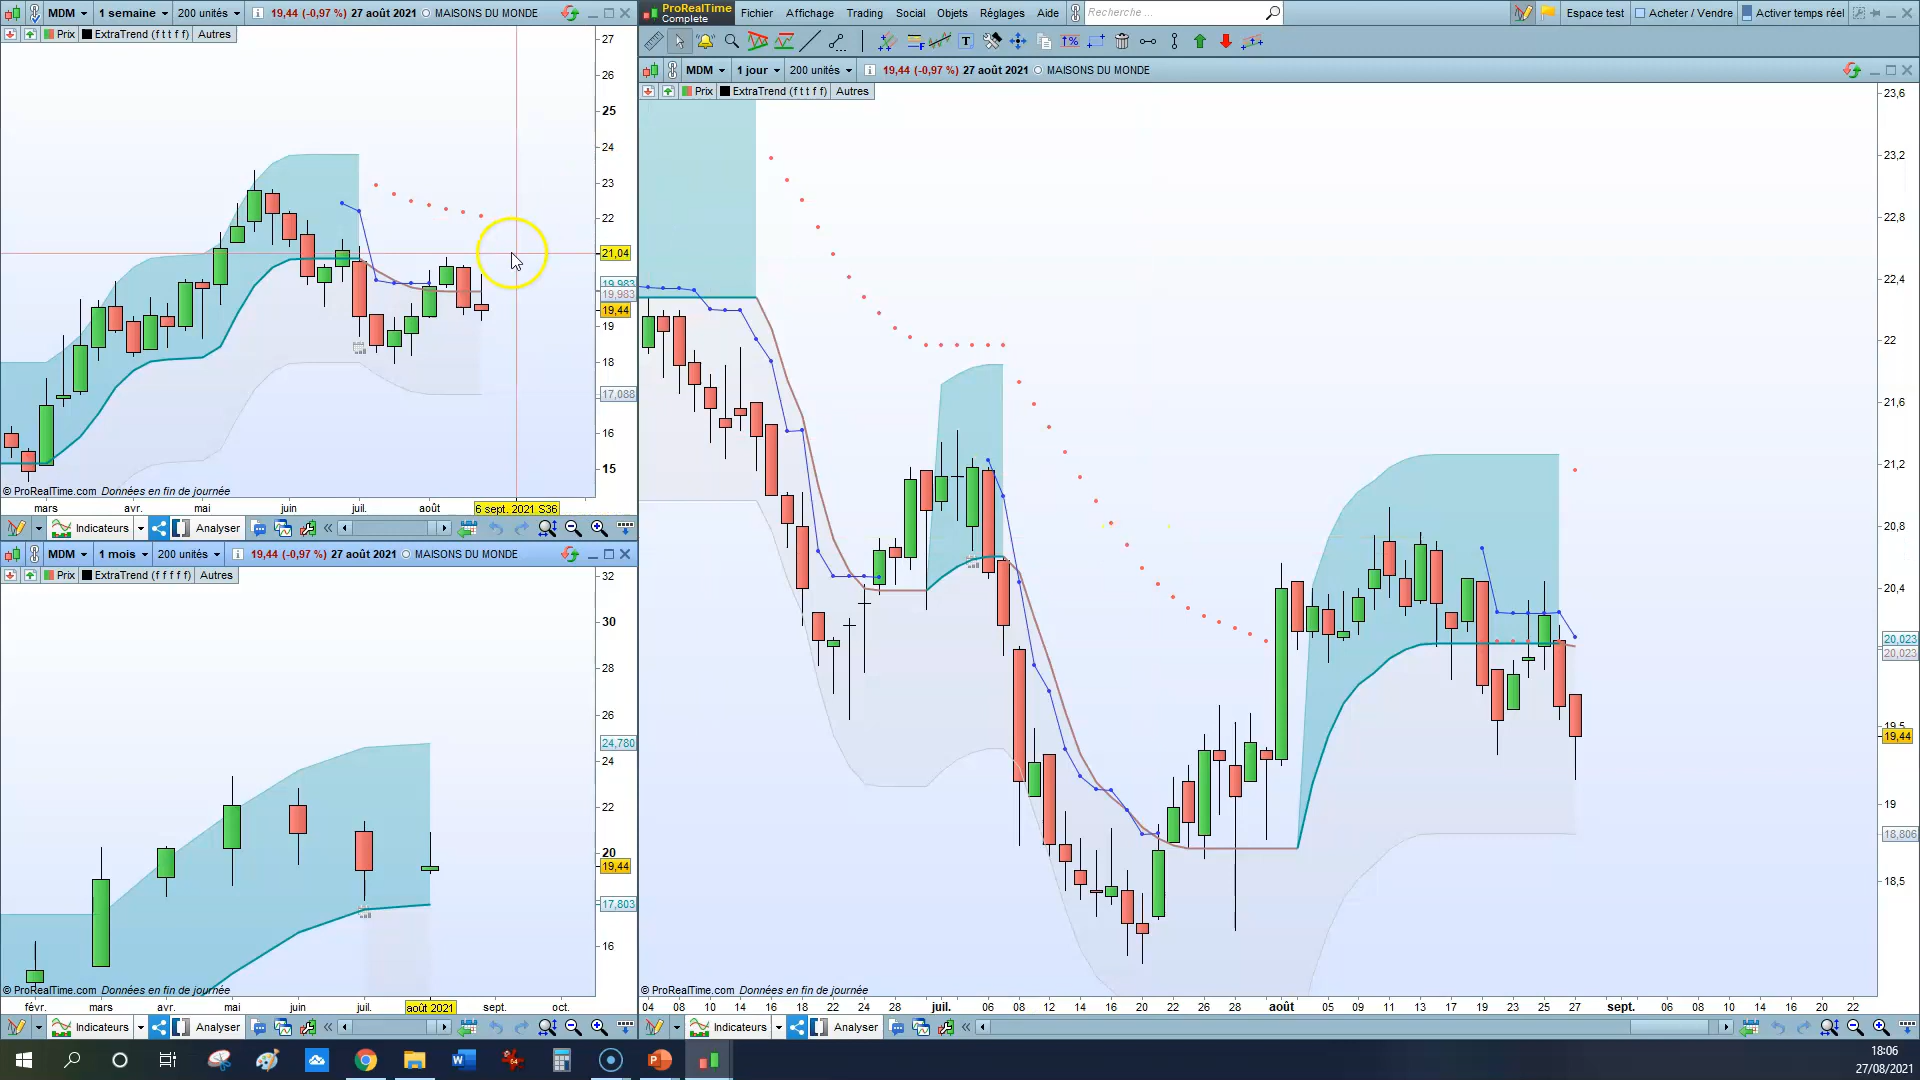 MDM 1 semaine 200 unités 19,44 (-0,97 %) 27 août 2021 MAISONS DU MONDE
Prix ExtraTrend (f t t f f) Autres
27
26
25
24
23
22
21,04
19,983
19,983
19,44
19
18
17,088
16
15
© ProRealTime.com Données en fin de journée
mars avr. mai juin juil. août 6 sept. 2021 S36
Indicateurs Analyser
MDM 1 mois 200 unités 19,44 (-0,97 %) 27 août 2021 MAISONS DU MONDE
Prix ExtraTrend (f f f f f) Autres
32
30
28
26
24,780
24
22
20
19,44
17,803
16
© ProRealTime.com Données en fin de journée
févr. mars avr. mai juin juil. août 2021 sept. oct.
Indicateurs Analyser
ProRealTime
Complete
Fichier Affichage Trading Social Objets Réglages Aide Recherche ... Espace test Acheter / Vendre Activer temps réel
MDM 1 jour 200 unités 19,44 (-0,97 %) 27 août 2021 MAISONS DU MONDE
Prix ExtraTrend (f t t f f) Autres
23,6
23,2
22,8
22,4
22
21,6
21,2
20,8
20,4
20,023
20,023
19,5
19,44
19
18,806
18,5
© ProRealTime.com Données en fin de journée
04 08 10 14 16 18 22 24 28 juil. 06 08 12 14 16 20 22 26 28 août 05 09 11 13 17 19 23 25 27 sept. 06 08 10 14 16 20 22
Indicateurs Analyser
18:06
27/08/2021